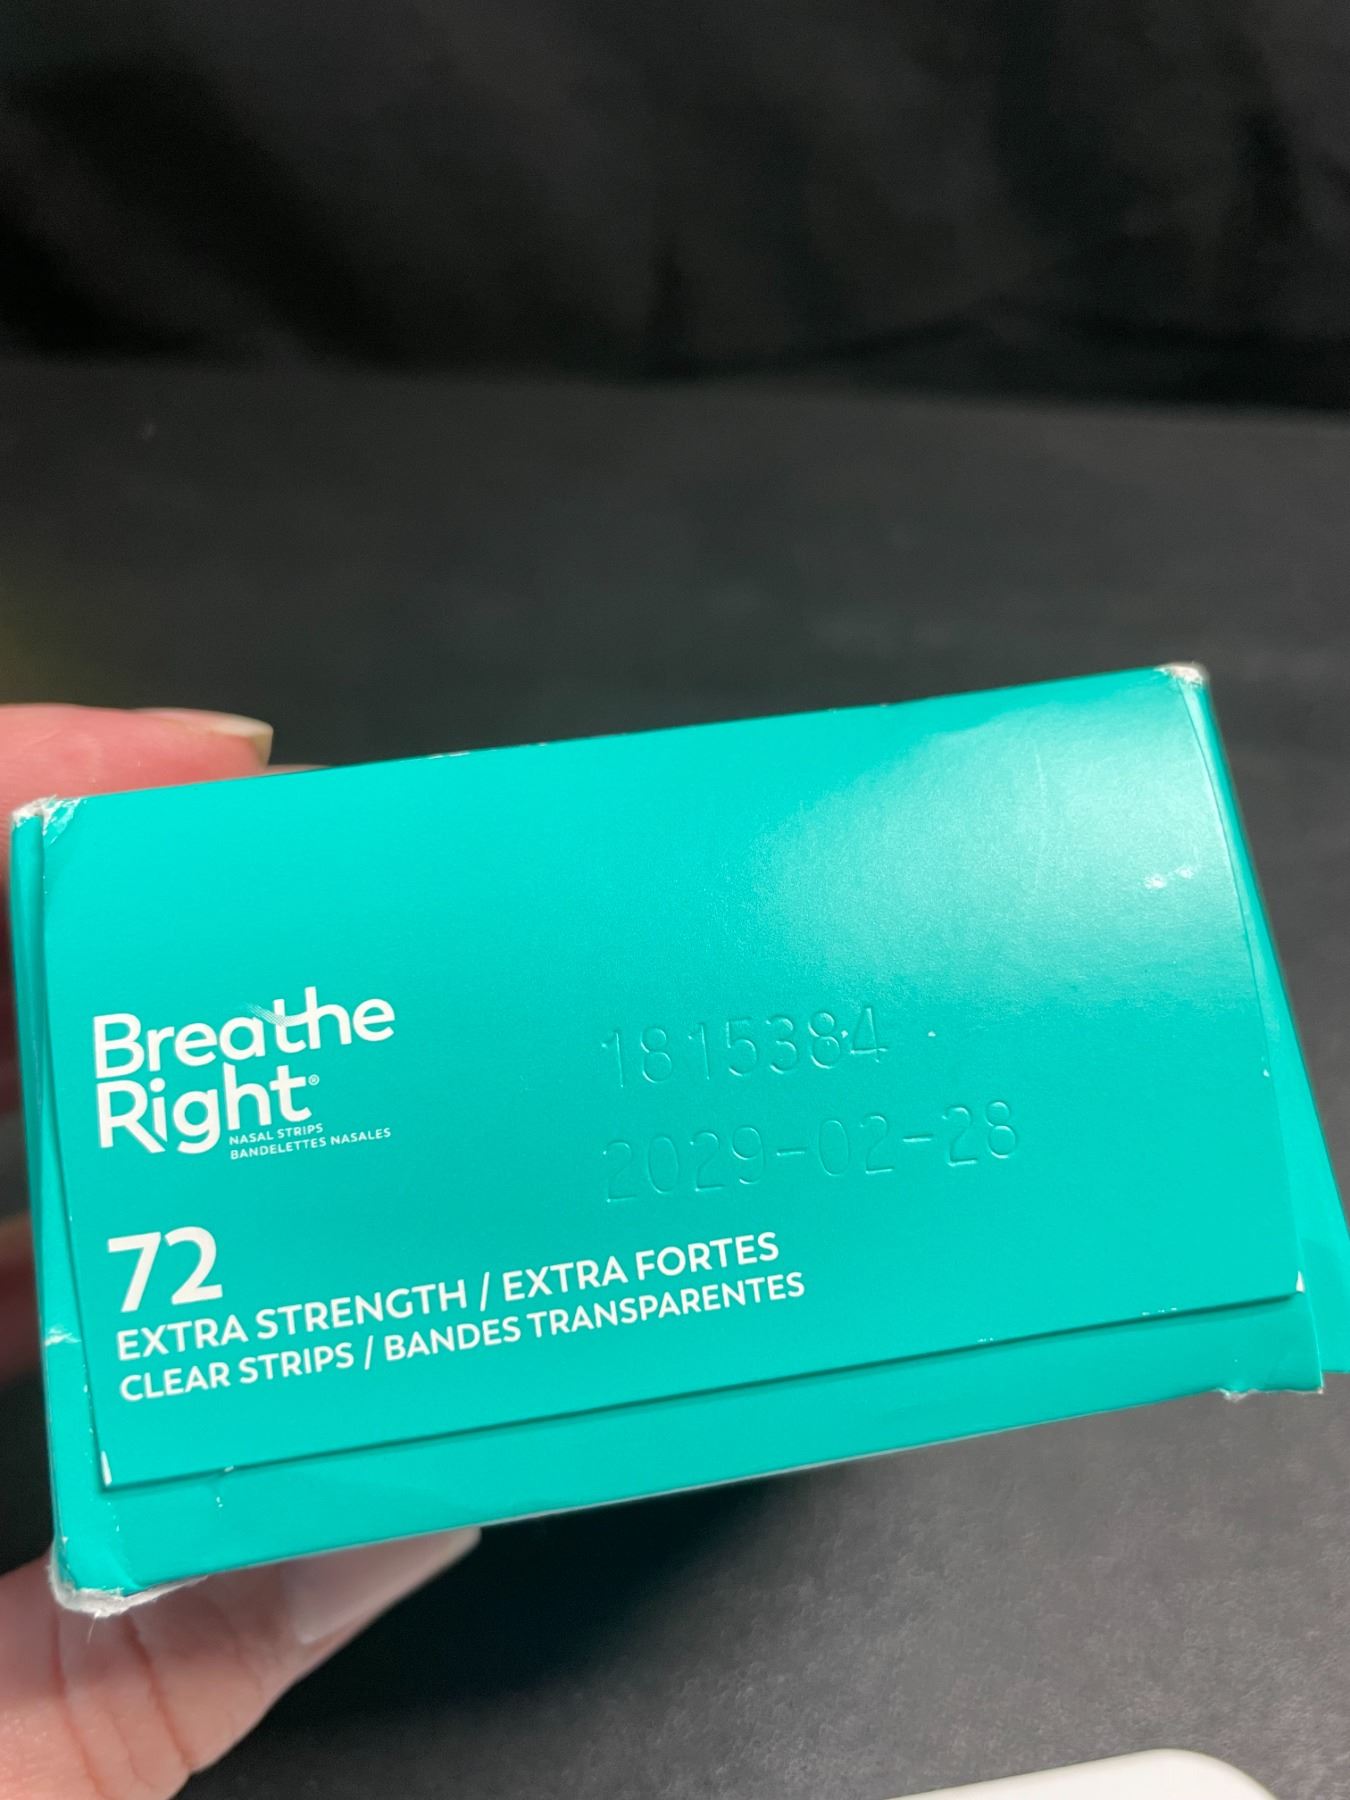 Breathe
Right®
NASAL STRIPS
BANDELETTES NASALES
1815384
2029-02-28
72
EXTRA STRENGTH / EXTRA FORTES
CLEAR STRIPS / BANDES TRANSPARENTES